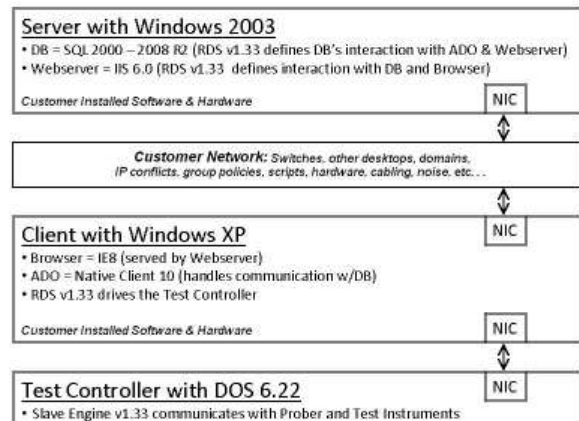 Server with Windows 2003
• DB = SQL 2000 – 2008 R2 (RDS v1.33 defines DB's interaction with ADO & Webserver)
• Webserver = IIS 6.0 (RDS v1.33 defines interaction with DB and Browser)
Customer Installed Software & Hardware
NIC
Customer Network: Switches, other desktops, domains,
IP conflicts, group policies, scripts, hardware, cabling, noise, etc...
Client with Windows XP
NIC
• Browser = IE8 (served by Webserver)
• ADO = Native Client 10 (handles communication w/DB)
• RDS v1.33 drives the Test Controller
Customer Installed Software & Hardware
NIC
Test Controller with DOS 6.22
NIC
• Slave Engine v1.33 communicates with Prober and Test Instruments